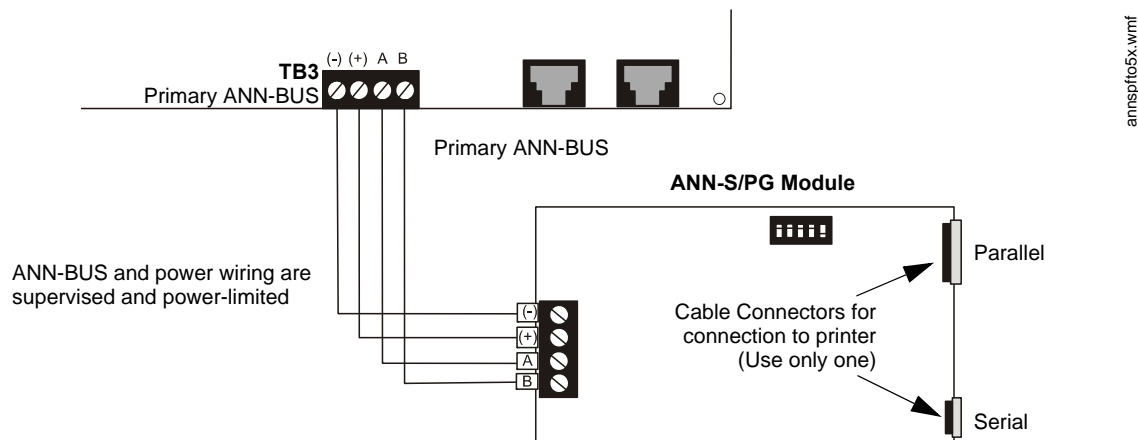 (-) (+) A B
TB3
Primary ANN-BUS
Primary ANN-BUS
annspfto5x.wmf
ANN-S/PG Module
ANN-BUS and power wiring are
supervised and power-limited
(-)
(+)
A
B
Parallel
Cable Connectors for
connection to printer
(Use only one)
Serial